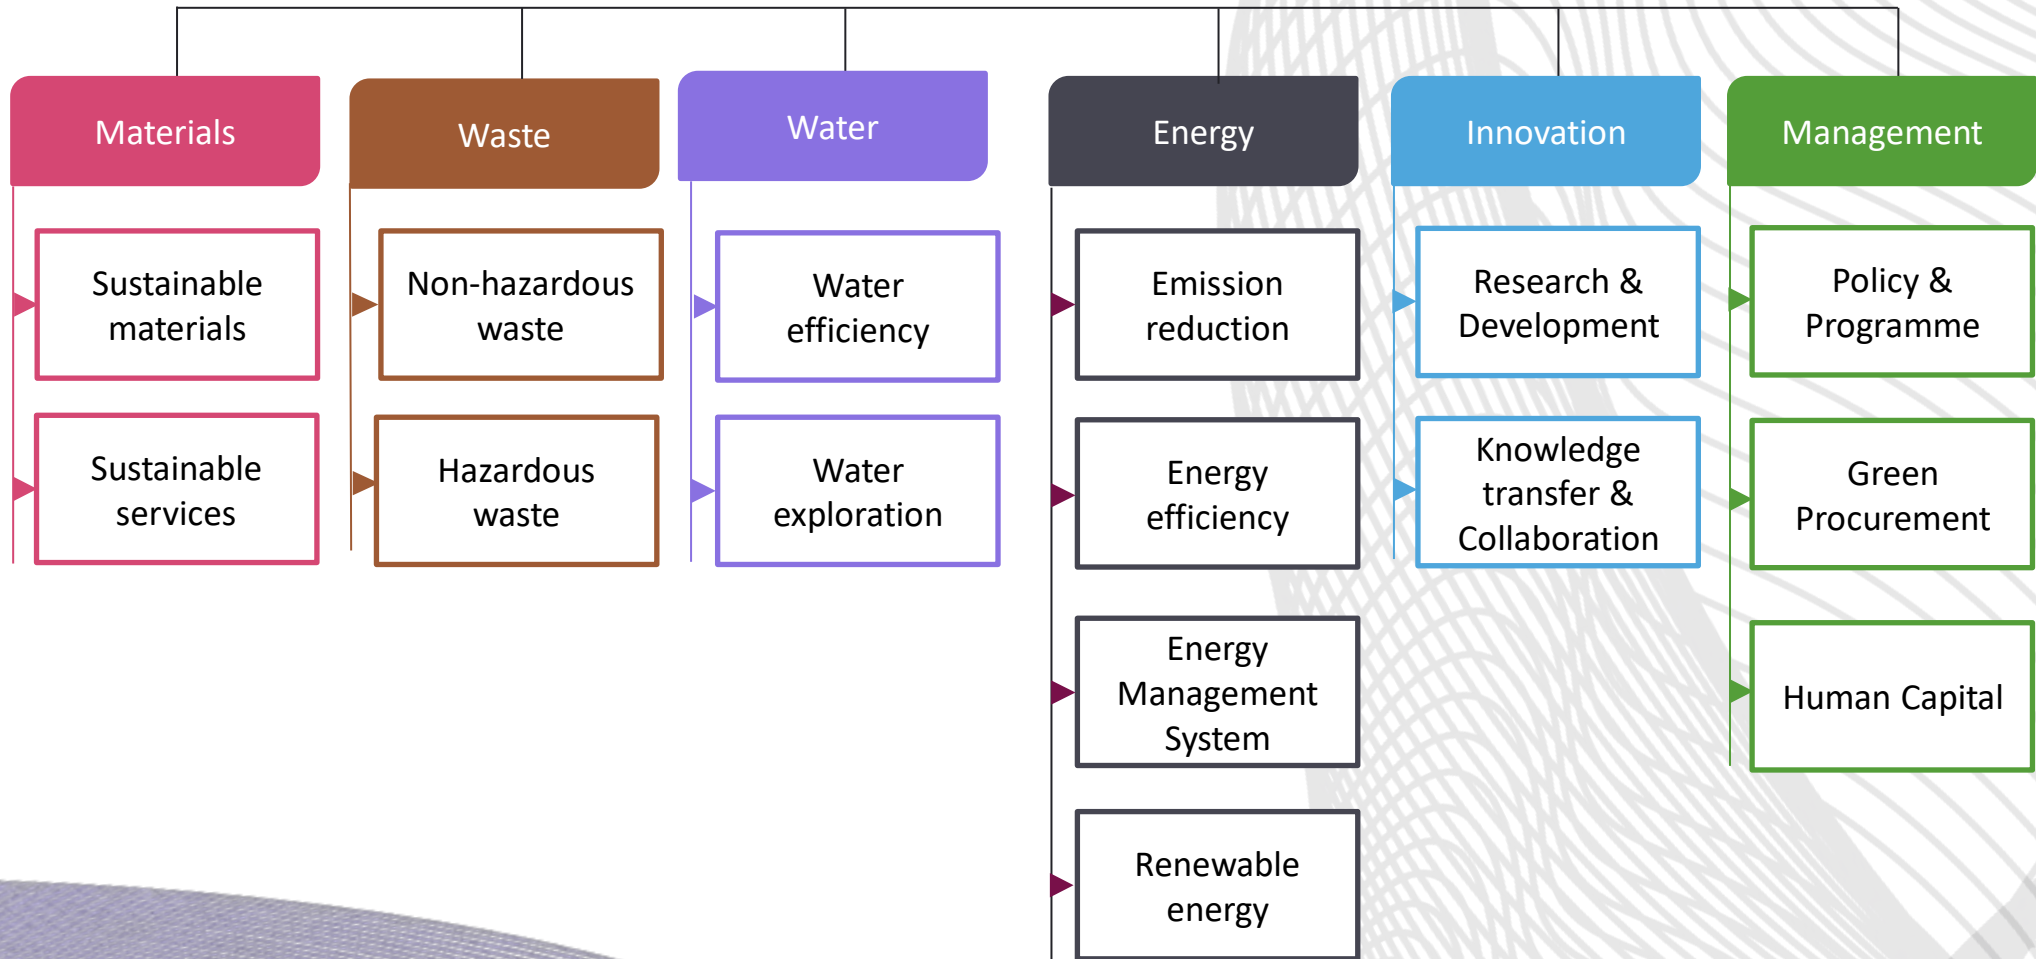 Materials
Waste
Water
Energy
Innovation
Management
Sustainable
materials
Sustainable
services
Non-hazardous
waste
Hazardous
waste
Water
efficiency
Water
exploration
Emission
reduction
Energy
efficiency
Energy
Management
System
Renewable
energy
Research &
Development
Knowledge
transfer &
Collaboration
Policy &
Programme
Green
Procurement
Human Capital